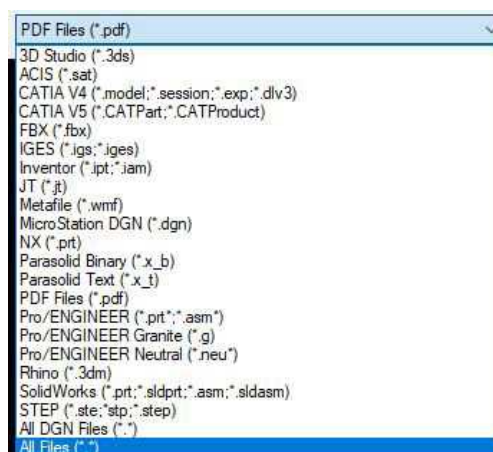 PDF Files (*.pdf)
3D Studio (*.3ds)
ACIS (*.sat)
CATIA V4 (*.model;*.session;*.exp;*.dlv3)
CATIA V5 (*.CATPart;*.CATProduct)
FBX (*.fbx)
IGES (*.igs;*.iges)
Inventor (*.ipt;*.iam)
JT (*.jt)
Metafile (*.wmf)
MicroStation DGN (*.dgn)
NX (*.prt)
Parasolid Binary (*.x_b)
Parasolid Text (*.x_t)
PDF Files (*.pdf)
Pro/ENGINEER (*.prt*;*.asm*)
Pro/ENGINEER Granite (*.g)
Pro/ENGINEER Neutral (*.neu*)
Rhino (*.3dm)
SolidWorks (*.prt;*.sldprt;*.asm;*.sldasm)
STEP (*.ste;*stp;*.step)
All DGN Files (*.*)
All Files (*.*)